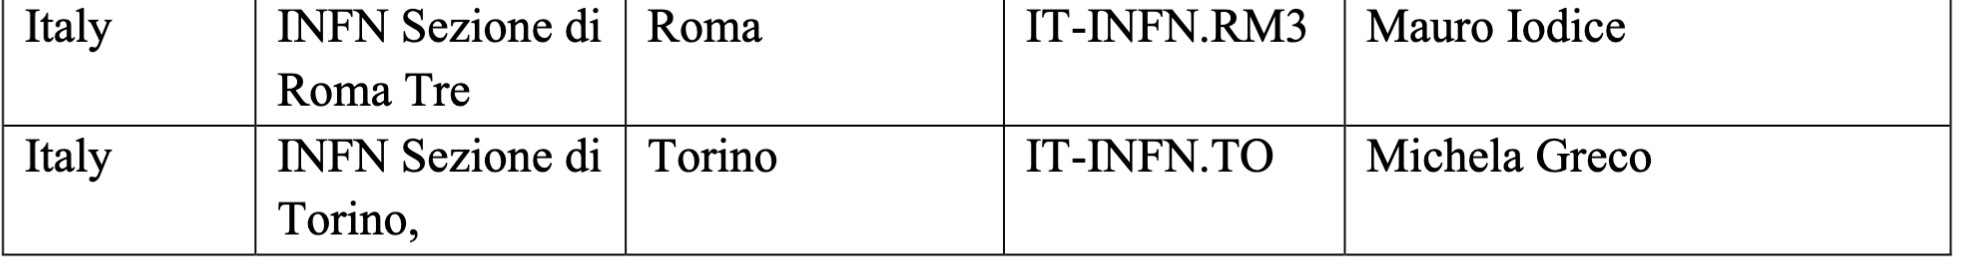 Italy INFN Sezione di Roma IT-INFN.RM3 Mauro Iodice
Roma Tre
Italy INFN Sezione di Torino IT-INFN.TO Michela Greco
Torino,